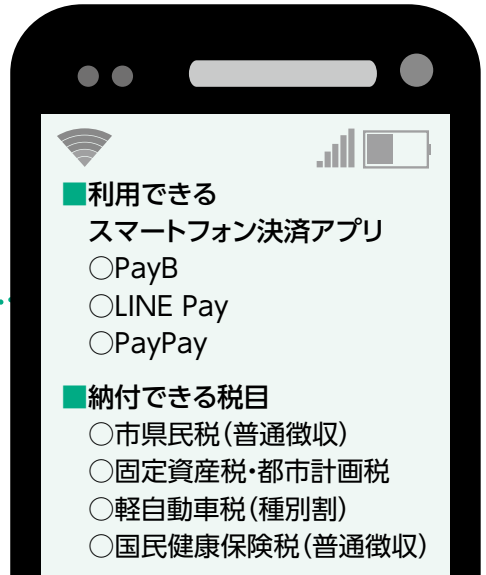 ■利用できる
スマートフォン決済アプリ
○PayB
○LINE Pay
○PayPay
■納付できる税目
○市県民税(普通徴収)
○固定資産税・都市計画税
○軽自動車税(種別割)
○国民健康保険税(普通徴収)